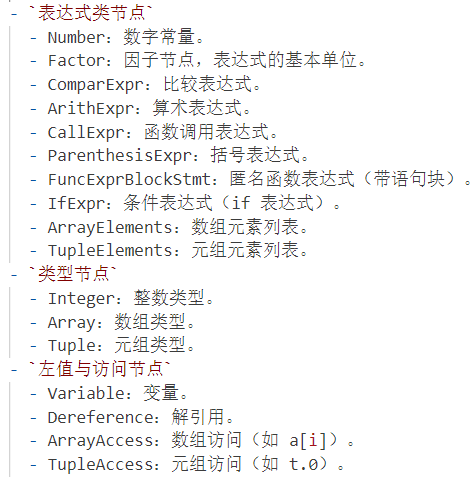 - `表达式类节点`
- Number：数字常量。
- Factor：因子节点，表达式的基本单位。
- ComparExpr：比较表达式。
- ArithExpr：算术表达式。
- CallExpr：函数调用表达式。
- ParenthesisExpr：括号表达式。
- FuncExprBlockStmt：匿名函数表达式（带语句块）。
- IfExpr：条件表达式（if 表达式）。
- ArrayElements：数组元素列表。
- TupleElements：元组元素列表。
- `类型节点`
- Integer：整数类型。
- Array：数组类型。
- Tuple：元组类型。
- `左值与访问节点`
- Variable：变量。
- Dereference：解引用。
- ArrayAccess：数组访问（如 a[i]）。
- TupleAccess：元组访问（如 t.0）。